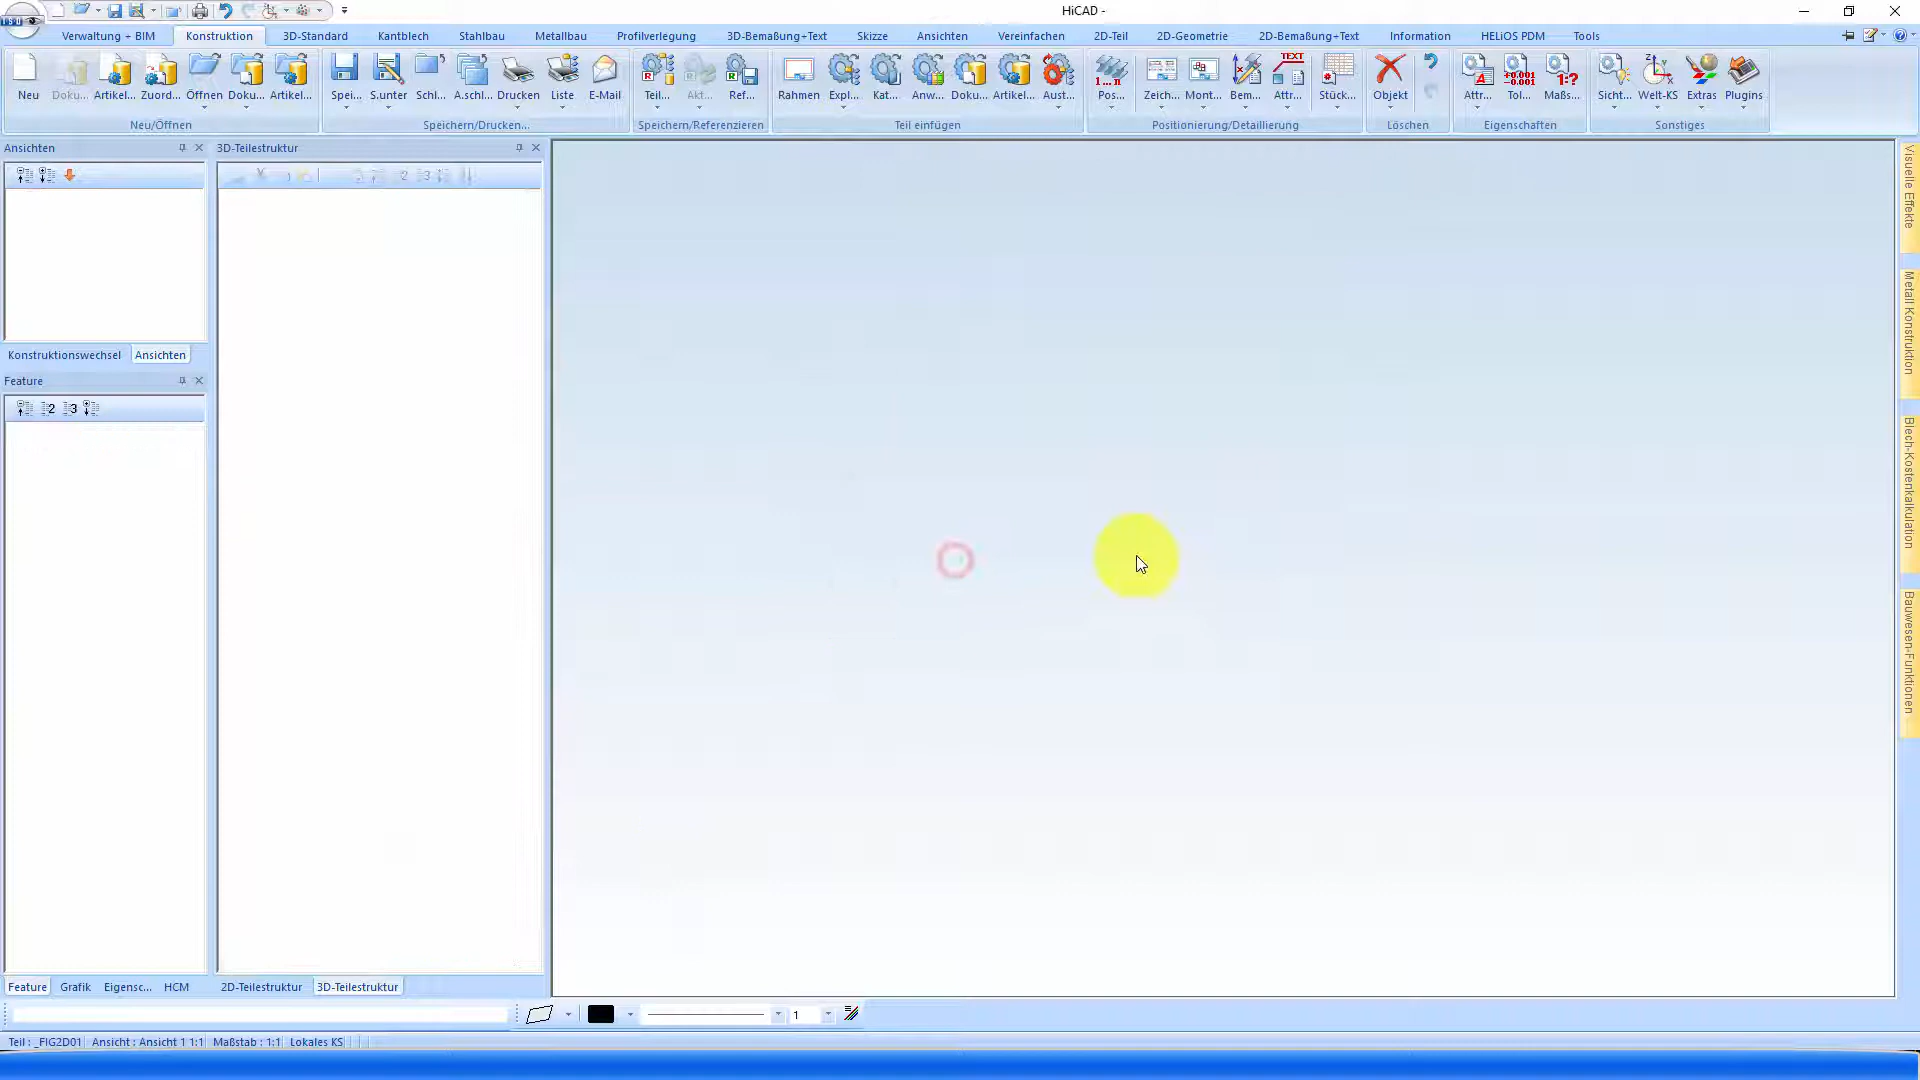 ISO
HiCAD -
Verwaltung + BIM Konstruktion 3D-Standard Kantblech Stahlbau Metallbau Profilverlegung 3D-Bemaßung+Text Skizze Ansichten Vereinfachen 2D-Teil 2D-Geometrie 2D-Bemaßung+Text Information HELiOS PDM Tools
Neu Doku... Artikel... Zuord... Öffnen Doku... Artikel... Spei... S.unter Schl... A.schl... Drucken Liste E-Mail Teil... Akt... Ref... Rahmen Expl... Kat... Anw... Doku... Artikel... Aust... Pos... Zeich... Mont... Bem... Attr... Stück... Objekt Attr... Tol... Maßs... Sicht... Welt-KS Extras Plugins
Neu/Öffnen Speichern/Drucken... Speichern/Referenzieren Teil einfügen Positionierung/Detaillierung Löschen Eigenschaften Sonstiges
Ansichten 3D-Teilestruktur
Konstruktionswechsel Ansichten
Feature
2 3
Feature Grafik Eigensc... HCM 2D-Teilestruktur 3D-Teilestruktur
1
Teil : _FIG2D01 Ansicht : Ansicht 1 1:1 Maßstab : 1:1 Lokales KS
Visuelle Effekte
Metall Konstruktion
Blech-Kostenkalkulation
Bauwesen-Funktionen